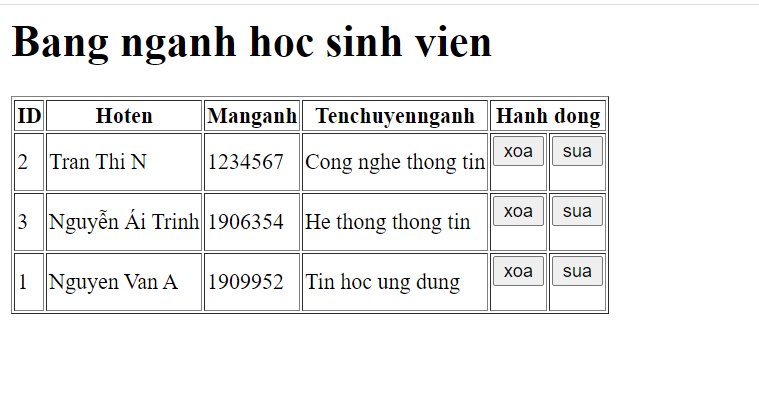 Bang nganh hoc sinh vien
ID Hoten Manganh Tenchuyennganh Hanh dong
2 Tran Thi N 1234567 Cong nghe thong tin xoa sua
3 Nguyễn Ái Trinh 1906354 He thong thong tin xoa sua
1 Nguyen Van A 1909952 Tin hoc ung dung xoa sua